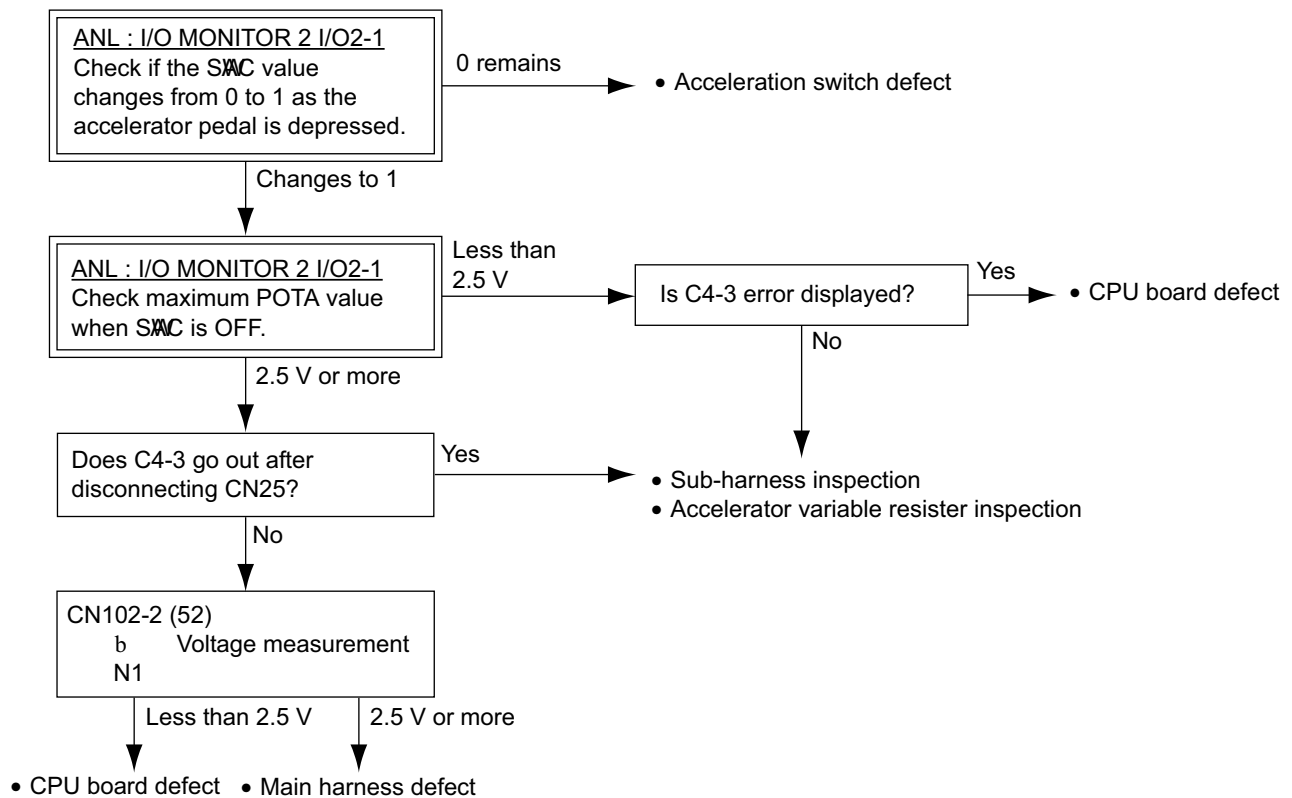 ANL : I/O MONITOR 2 I/O2-1
Check if the value
changes from 0 to 1 as the
accelerator pedal is depressed.
0 remains
• Acceleration switch defect
Changes to 1
ANL : I/O MONITOR 2 I/O2-1
Check maximum POTA value
when is OFF.
Less than
2.5 V
Is C4-3 error displayed?
Yes
• CPU board defect
No
2.5 V or more
Does C4-3 go out after
disconnecting CN25?
Yes
• Sub-harness inspection
• Accelerator variable resister inspection
No
CN102-2 (52)
b Voltage measurement
N1
Less than 2.5 V
2.5 V or more
• CPU board defect
• Main harness defect